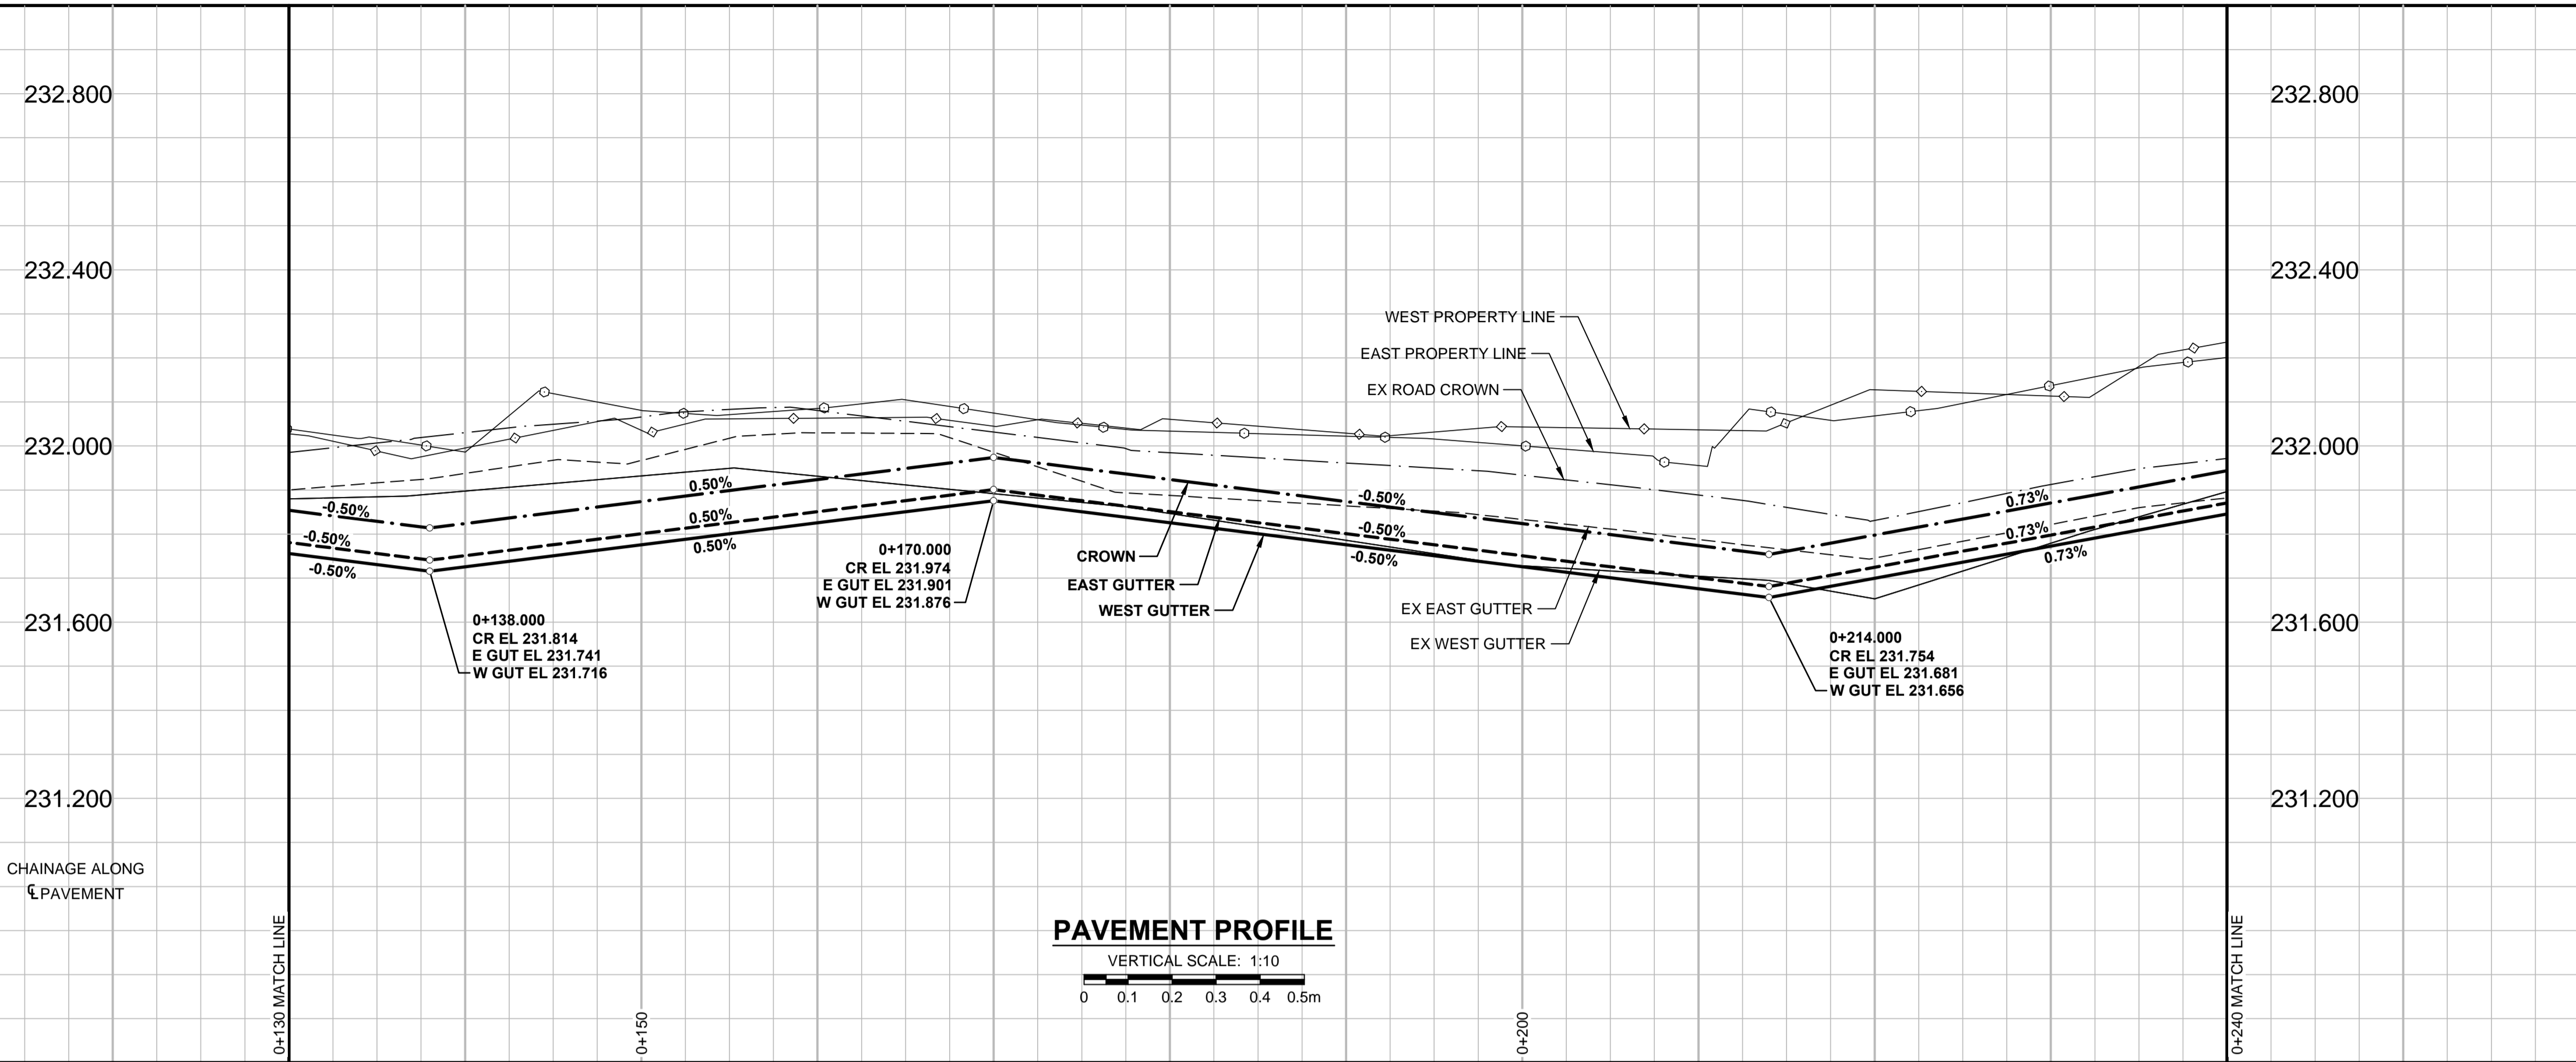 232.800
232.800
232.400
232.400
WEST PROPERTY LINE
EAST PROPERTY LINE
EX ROAD CROWN
232.000
232.000
-0.50%
-0.50%
-0.50%
0.50%
0.50%
0.50%
-0.50%
-0.50%
-0.50%
0.73%
0.73%
0.73%
0+170.000
CR EL 231.974
E GUT EL 231.901
W GUT EL 231.876
CROWN
EAST GUTTER
WEST GUTTER
EX EAST GUTTER
EX WEST GUTTER
231.600
231.600
0+138.000
CR EL 231.814
E GUT EL 231.741
W GUT EL 231.716
0+214.000
CR EL 231.754
E GUT EL 231.681
W GUT EL 231.656
231.200
231.200
CHAINAGE ALONG
℄ PAVEMENT
PAVEMENT PROFILE
VERTICAL SCALE: 1:10
0 0.1 0.2 0.3 0.4 0.5m
0+130 MATCH LINE
0+150
0+200
0+240 MATCH LINE